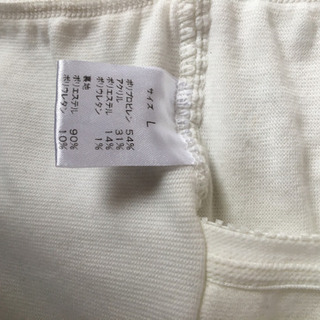 サイズ L
ポリプロピレン 54%
アクリル 31%
ポリエステル 14%
ポリウレタン 1%
裏地
ポリエステル 90%
ポリウレタン 10%